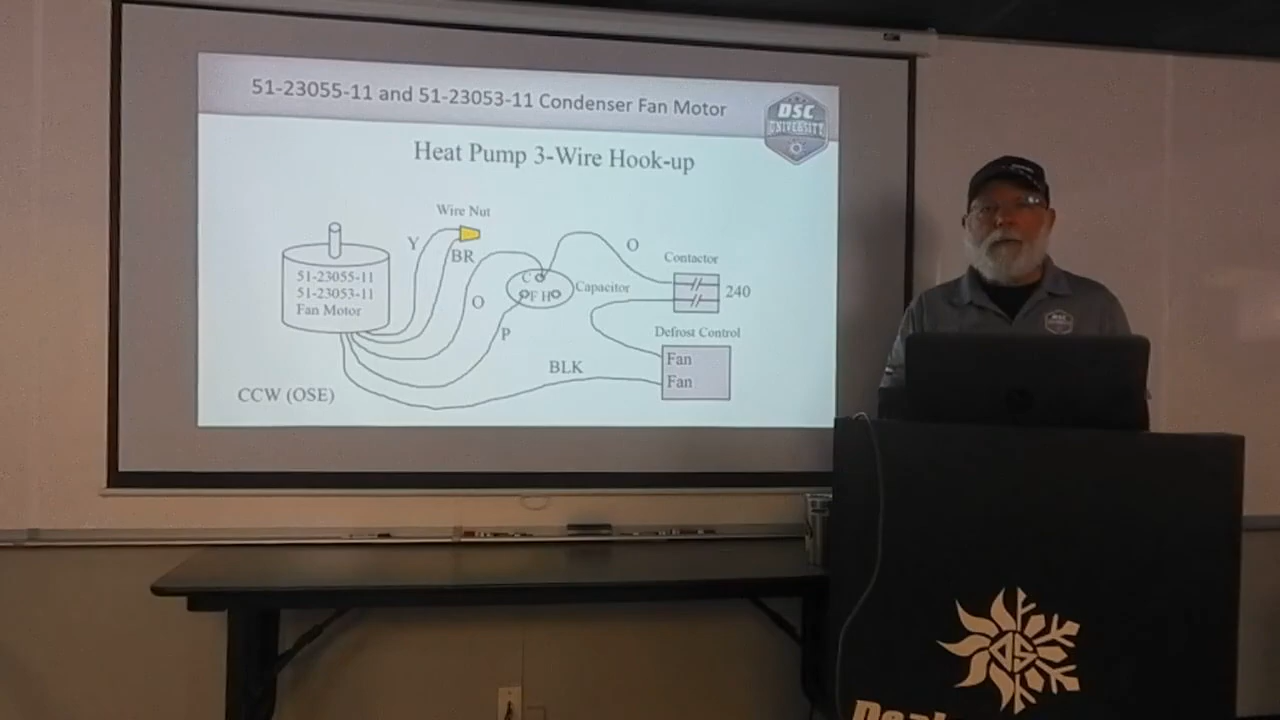 51-23055-11 and 51-23053-11 Condenser Fan Motor
DSC
UNIVERSITY
Heat Pump 3-Wire Hook-up
Wire Nut
Y
BR
O
O
C
F H
Capacitor
P
Contactor
240
51-23055-11
51-23053-11
Fan Motor
Defrost Control
Fan
Fan
BLK
CCW (OSE)
DSC
DS